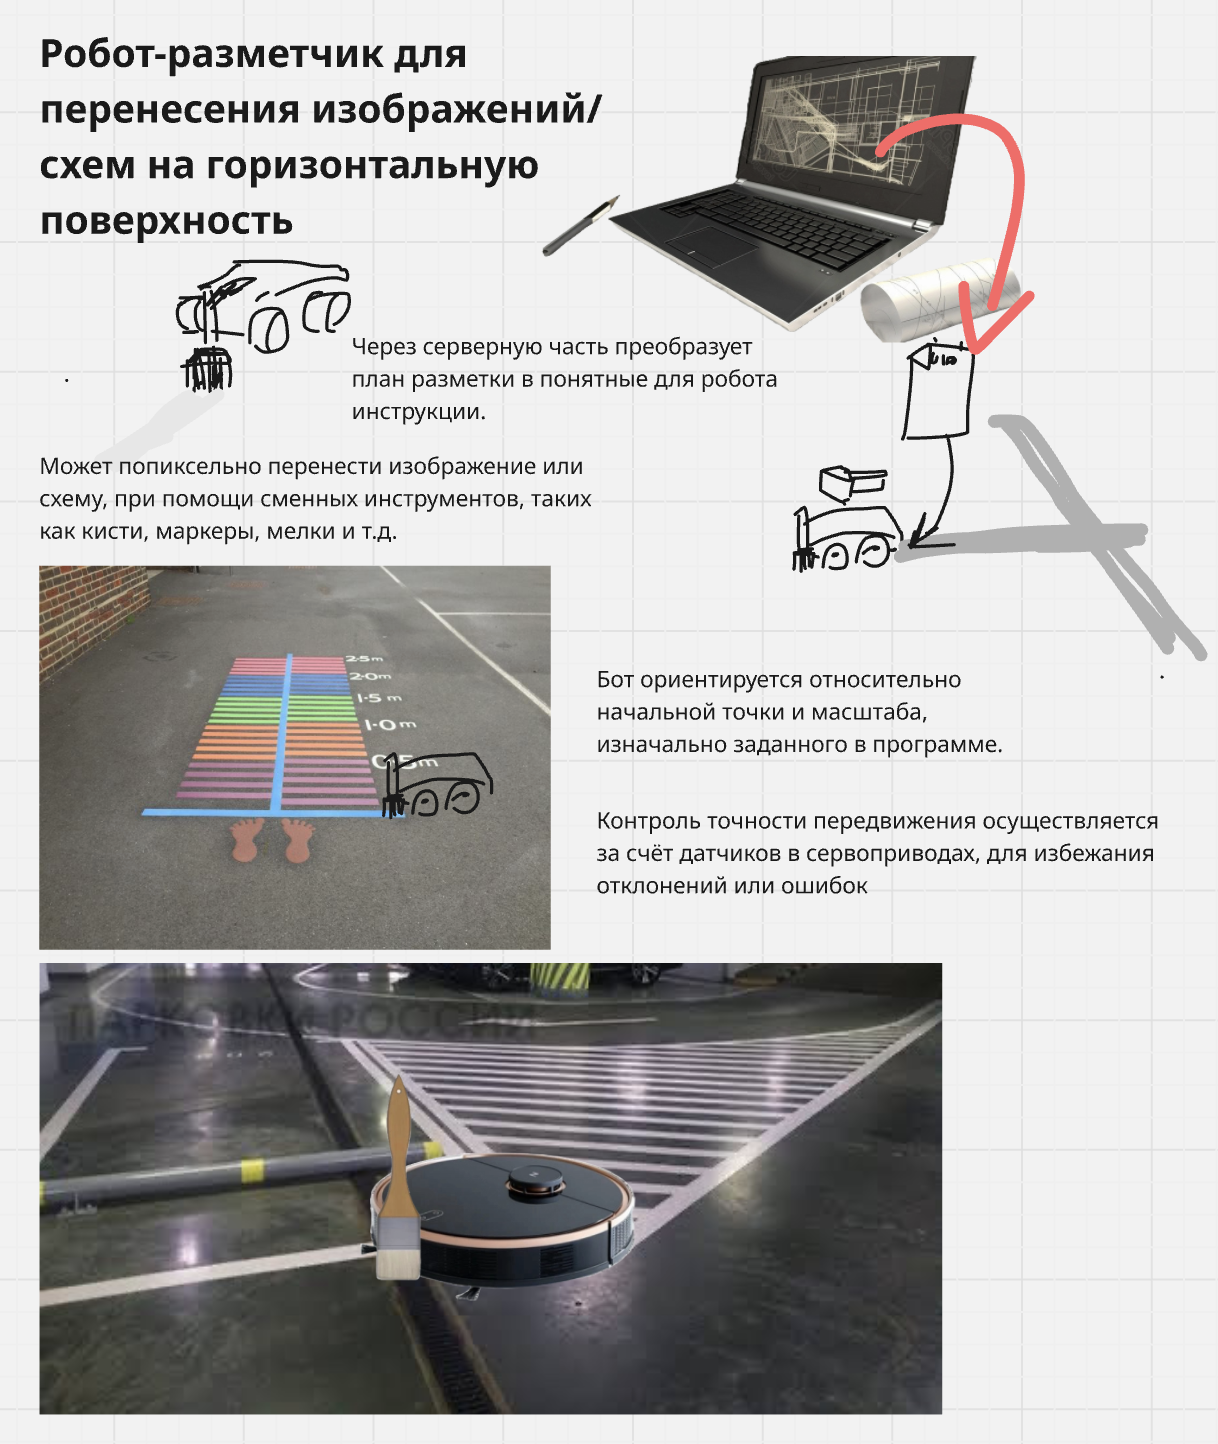 Робот-разметчик для
перенесения изображений/
схем на горизонтальную
поверхность
Через серверную часть преобразует
план разметки в понятные для робота
инструкции.
Может попиксельно перенести изображение или
схему, при помощи сменных инструментов, таких
как кисти, маркеры, мелки и т.д.
2·5m
2·0m
1·5 m
1·0m
0·5m
Бот ориентируется относительно
начальной точки и масштаба,
изначально заданного в программе.
Контроль точности передвижения осуществляется
за счёт датчиков в сервоприводах, для избежания
отклонений или ошибок
ПАРКОВКИ РОССИИ